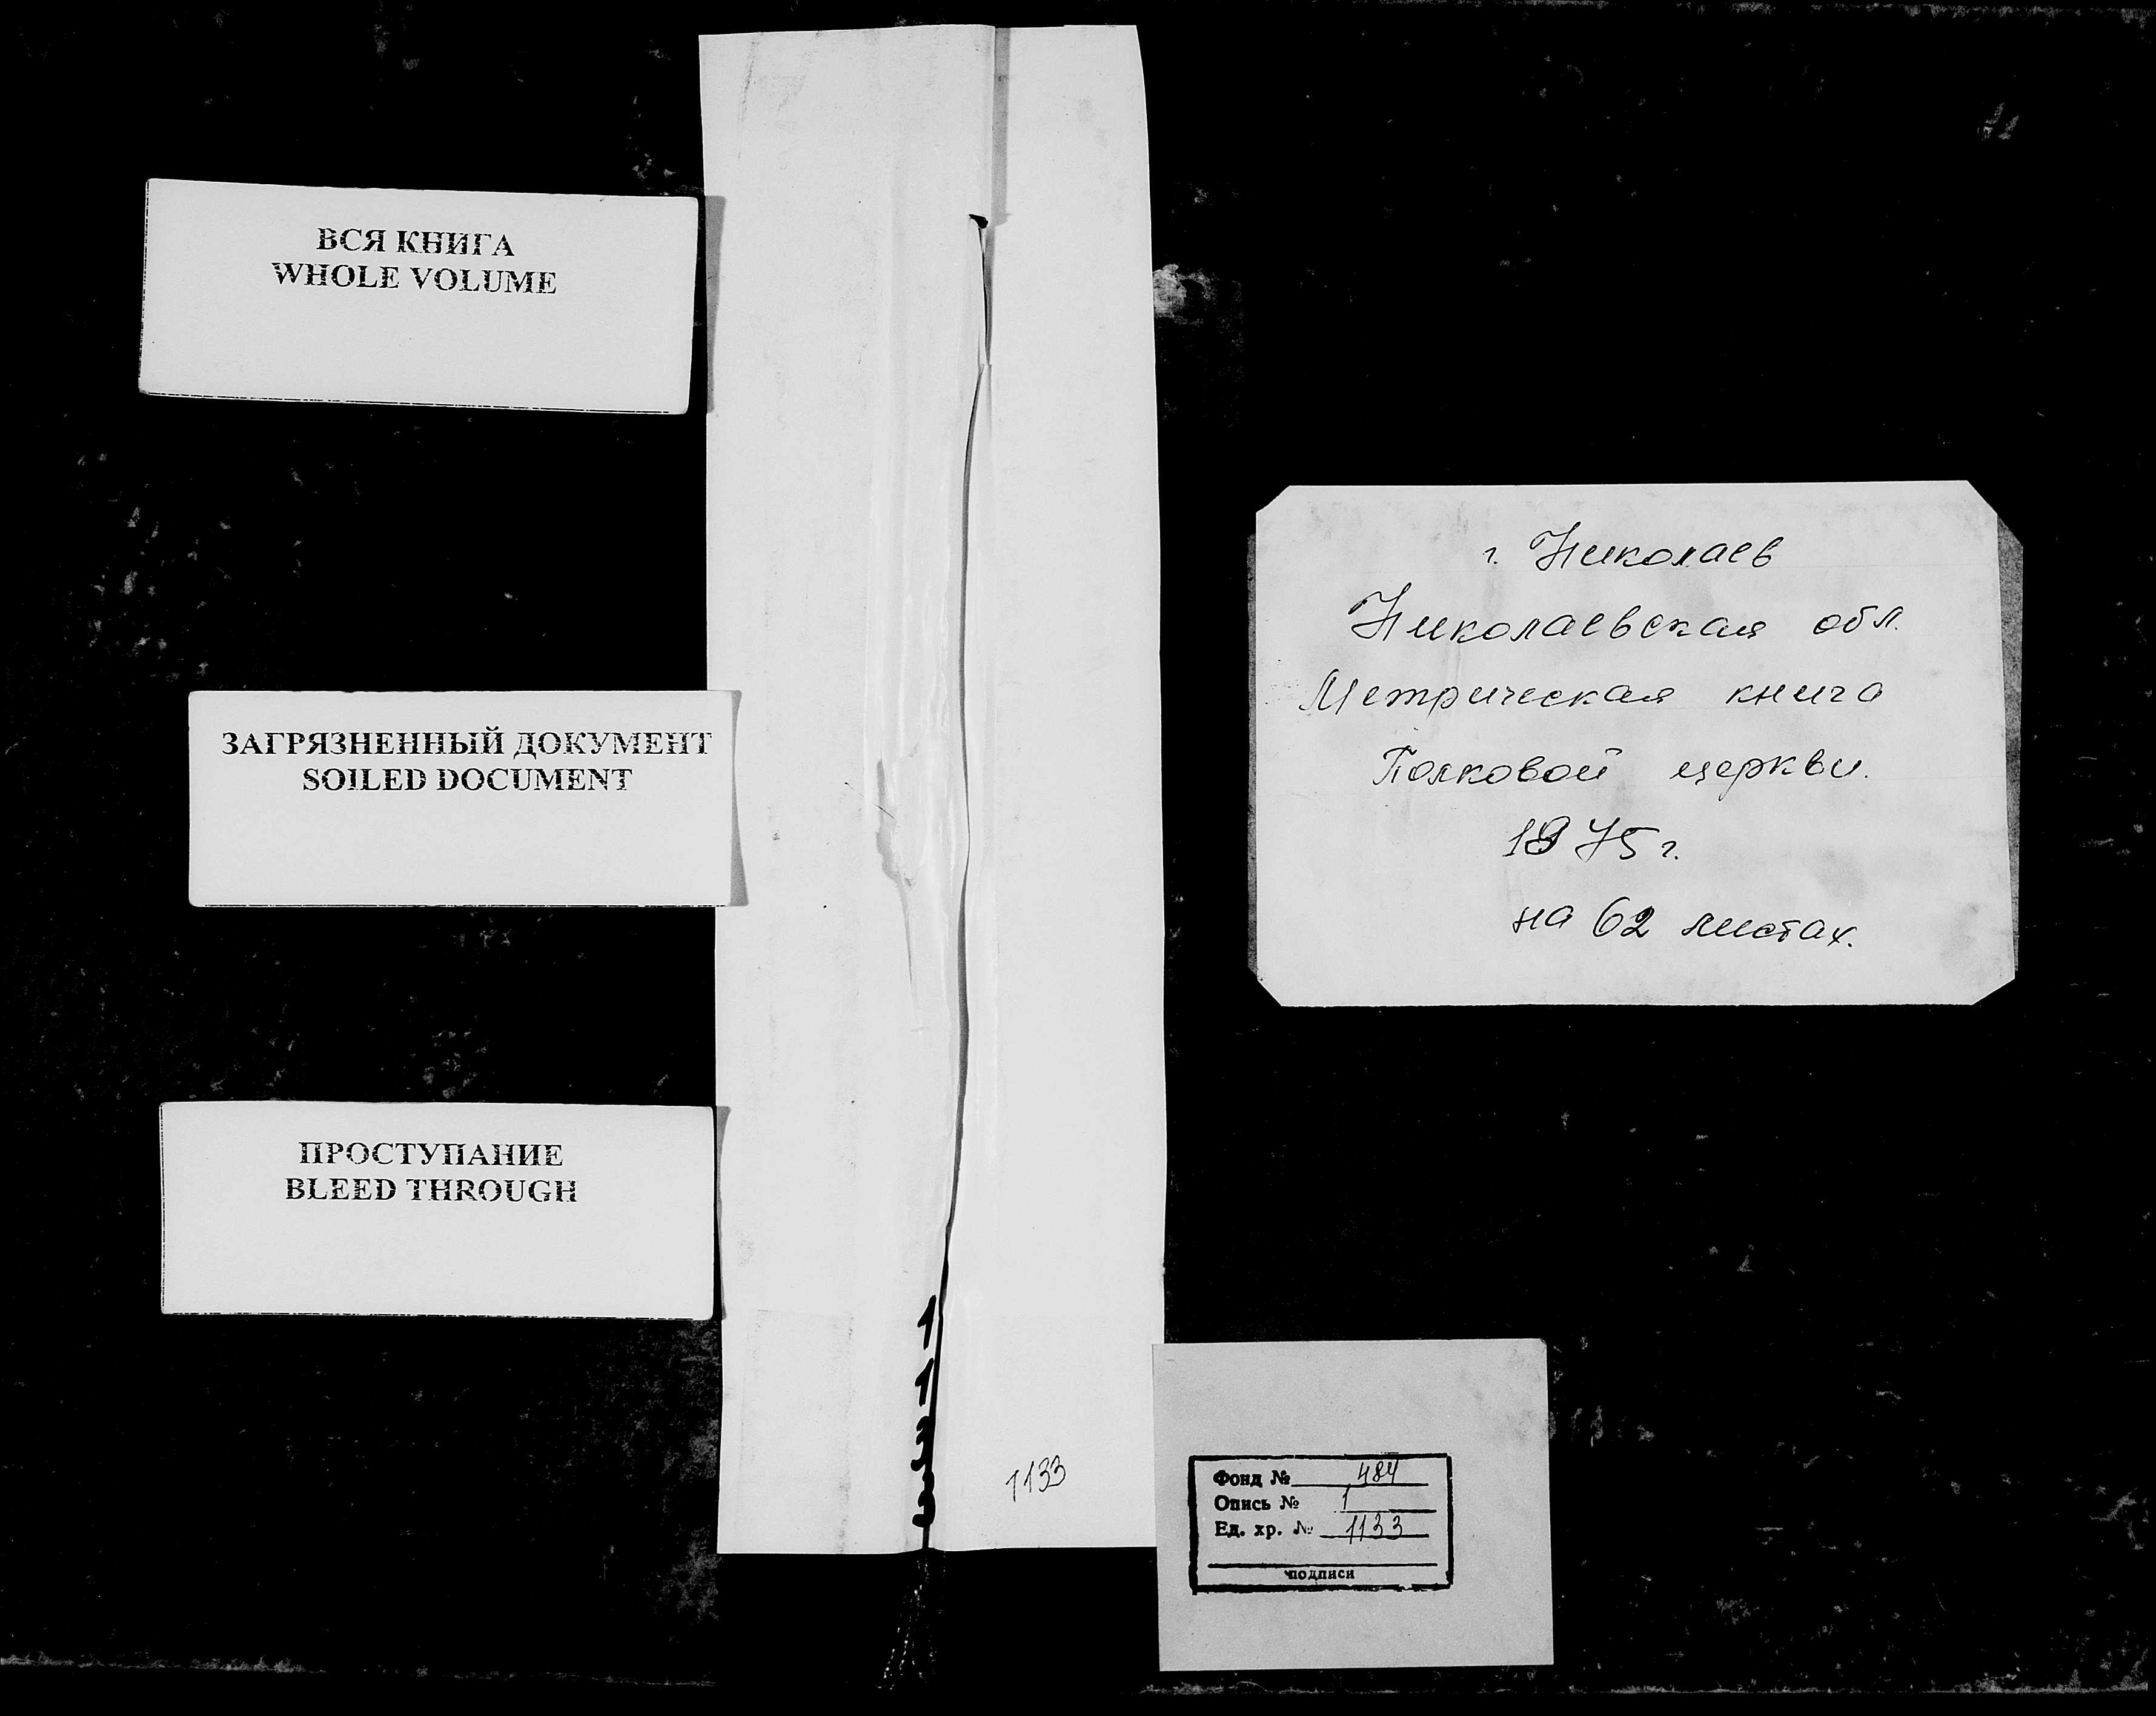 ВСЯ КНИГА
WHOLE VOLUME
ЗАГРЯЗНЕННЫЙ ДОКУМЕНТ
SOILED DOCUMENT
ПРОСТУПАНИЕ
BLEED THROUGH
1133
г. Николаев
Николаевская обл.
Метрическая книга
Полковой церкви.
1875 г.
на 62 листах.
Фонд № 484
Опись № 1
Ед. хр. № 1133
подписи